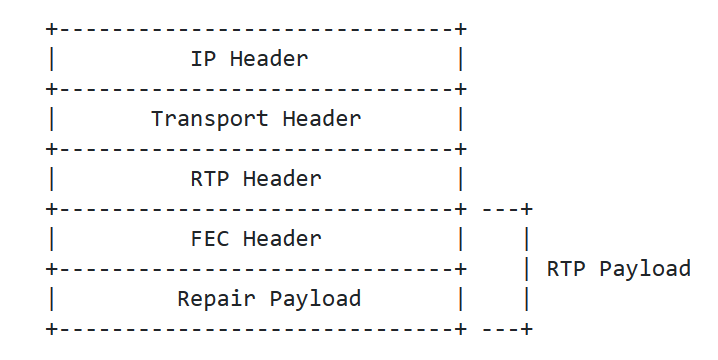 +------------------------------+
|          IP Header           |
+------------------------------+
|       Transport Header       |
+------------------------------+
|          RTP Header          |
+------------------------------+ ---+
|          FEC Header          |    |
+------------------------------+    | RTP Payload
|         Repair Payload       |    |
+------------------------------+ ---+